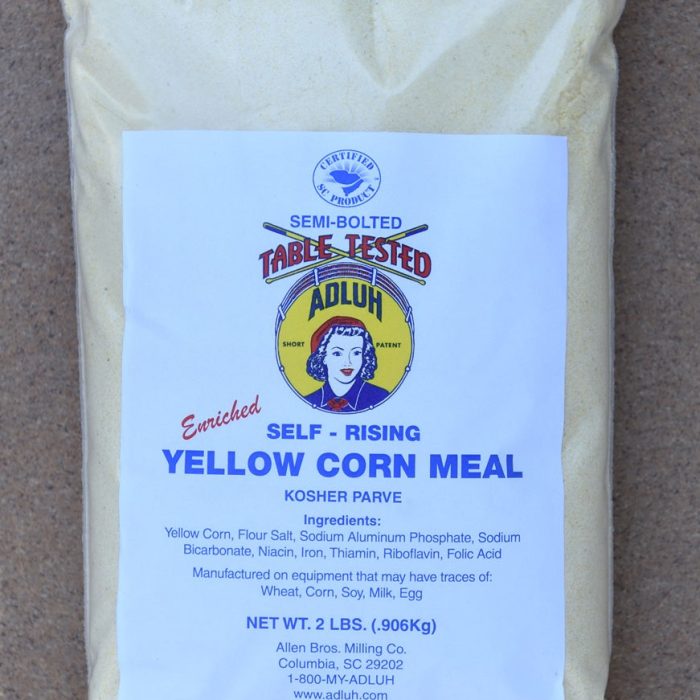 CERTIFIED
SC PRODUCT
SEMI-BOLTED
TABLE TESTED
ADLUH
SHORT PATENT
Enriched
SELF - RISING
YELLOW CORN MEAL
KOSHER PARVE
Ingredients:
Yellow Corn, Flour Salt, Sodium Aluminum Phosphate, Sodium
Bicarbonate, Niacin, Iron, Thiamin, Riboflavin, Folic Acid
Manufactured on equipment that may have traces of:
Wheat, Corn, Soy, Milk, Egg
NET WT. 2 LBS. (.906Kg)
Allen Bros. Milling Co.
Columbia, SC 29202
1-800-MY-ADLUH
www.adluh.com